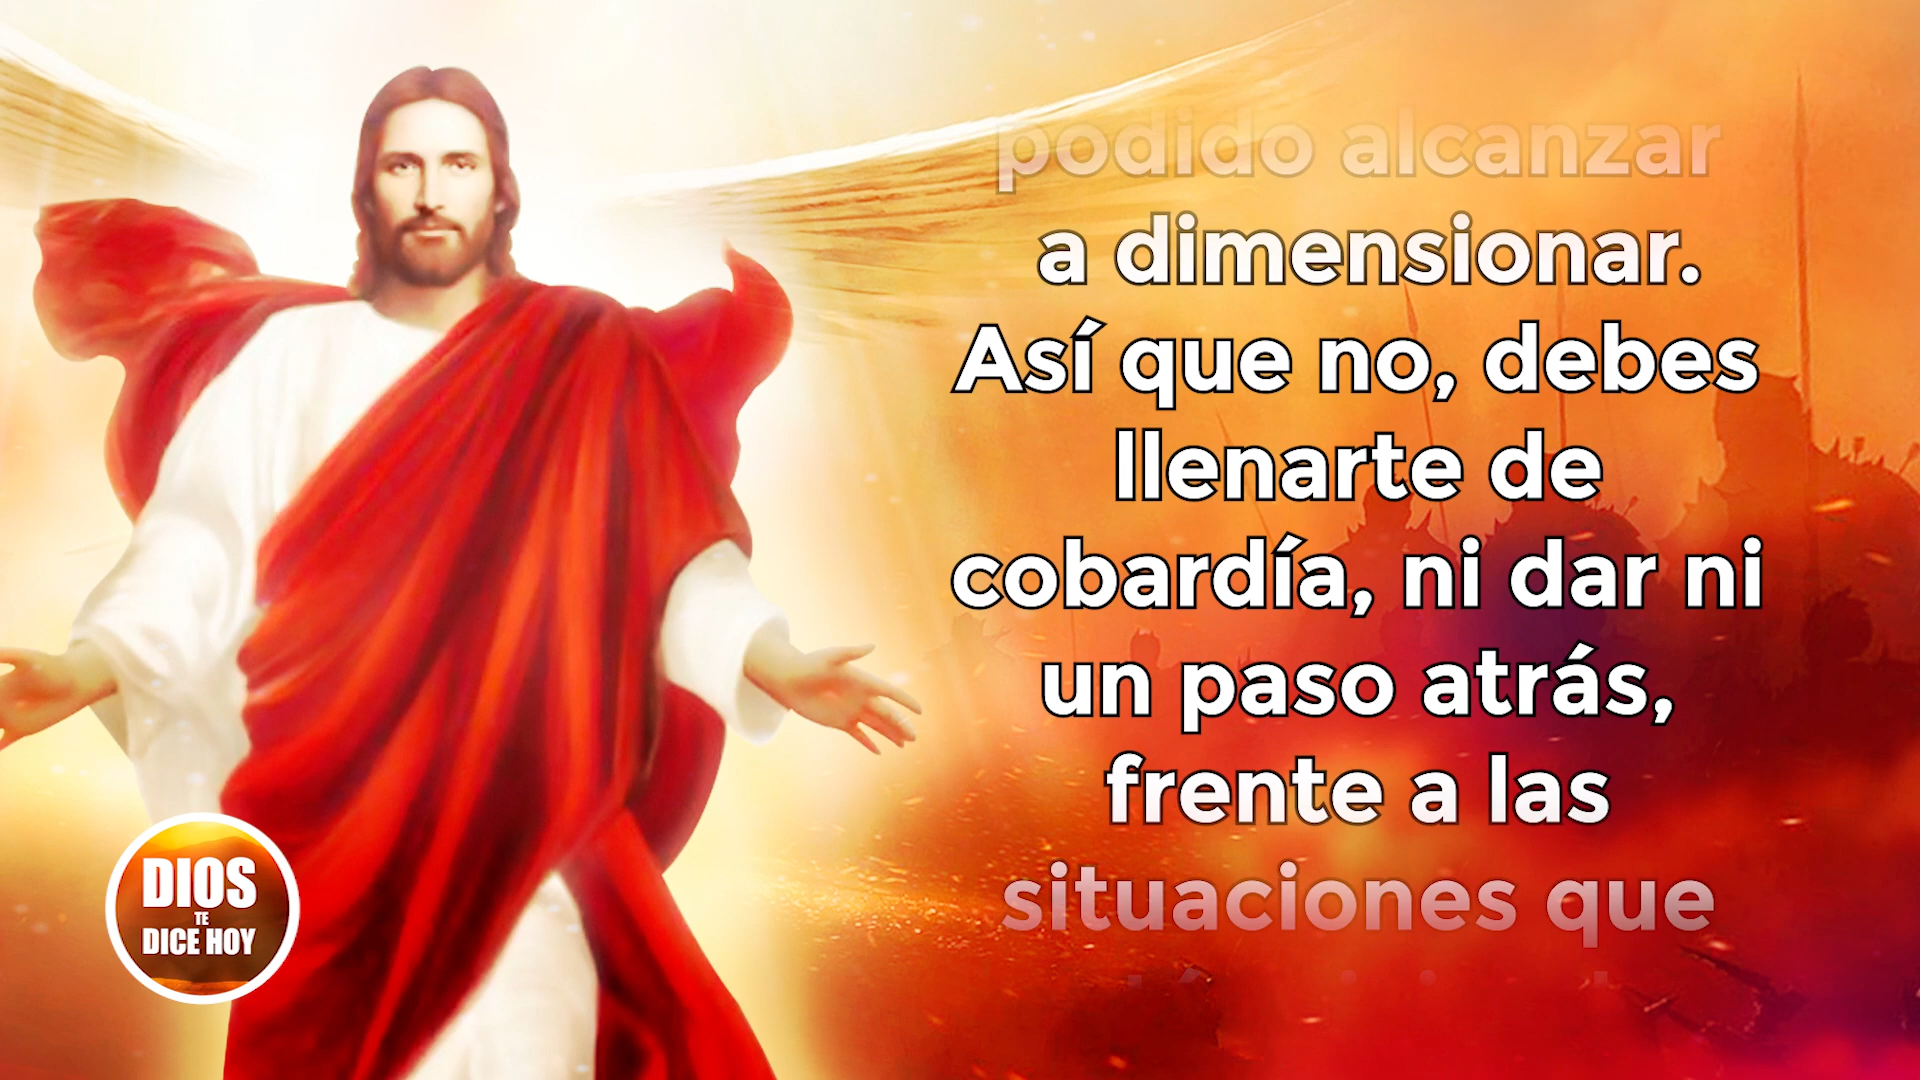 podido alcanzar
a dimensionar.
Así que no, debes
llenarte de
cobardía, ni dar ni
un paso atrás,
frente a las
situaciones que
DIOS
TE
DICE HOY